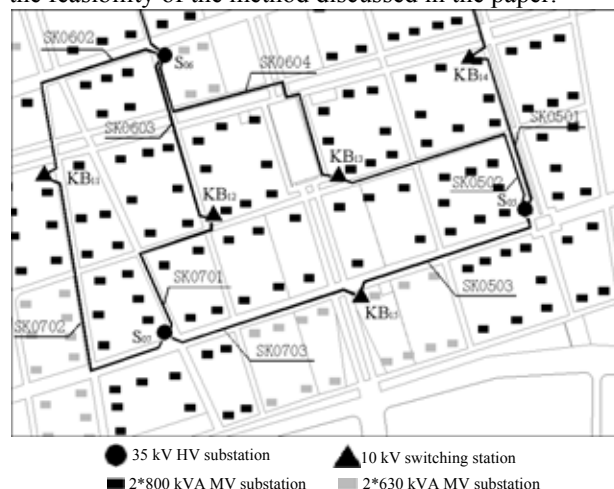 the feasibility of the method discussed in the paper.
SK0602
S06
SK0604
KB14
SK0603
SK0501
KB11
KB12
KB13
SK0502
S05
SK0701
SK0503
SK0702
S07
SK0703
KB15
35 kV HV substation
10 kV switching station
2*800 kVA MV substation
2*630 kVA MV substation